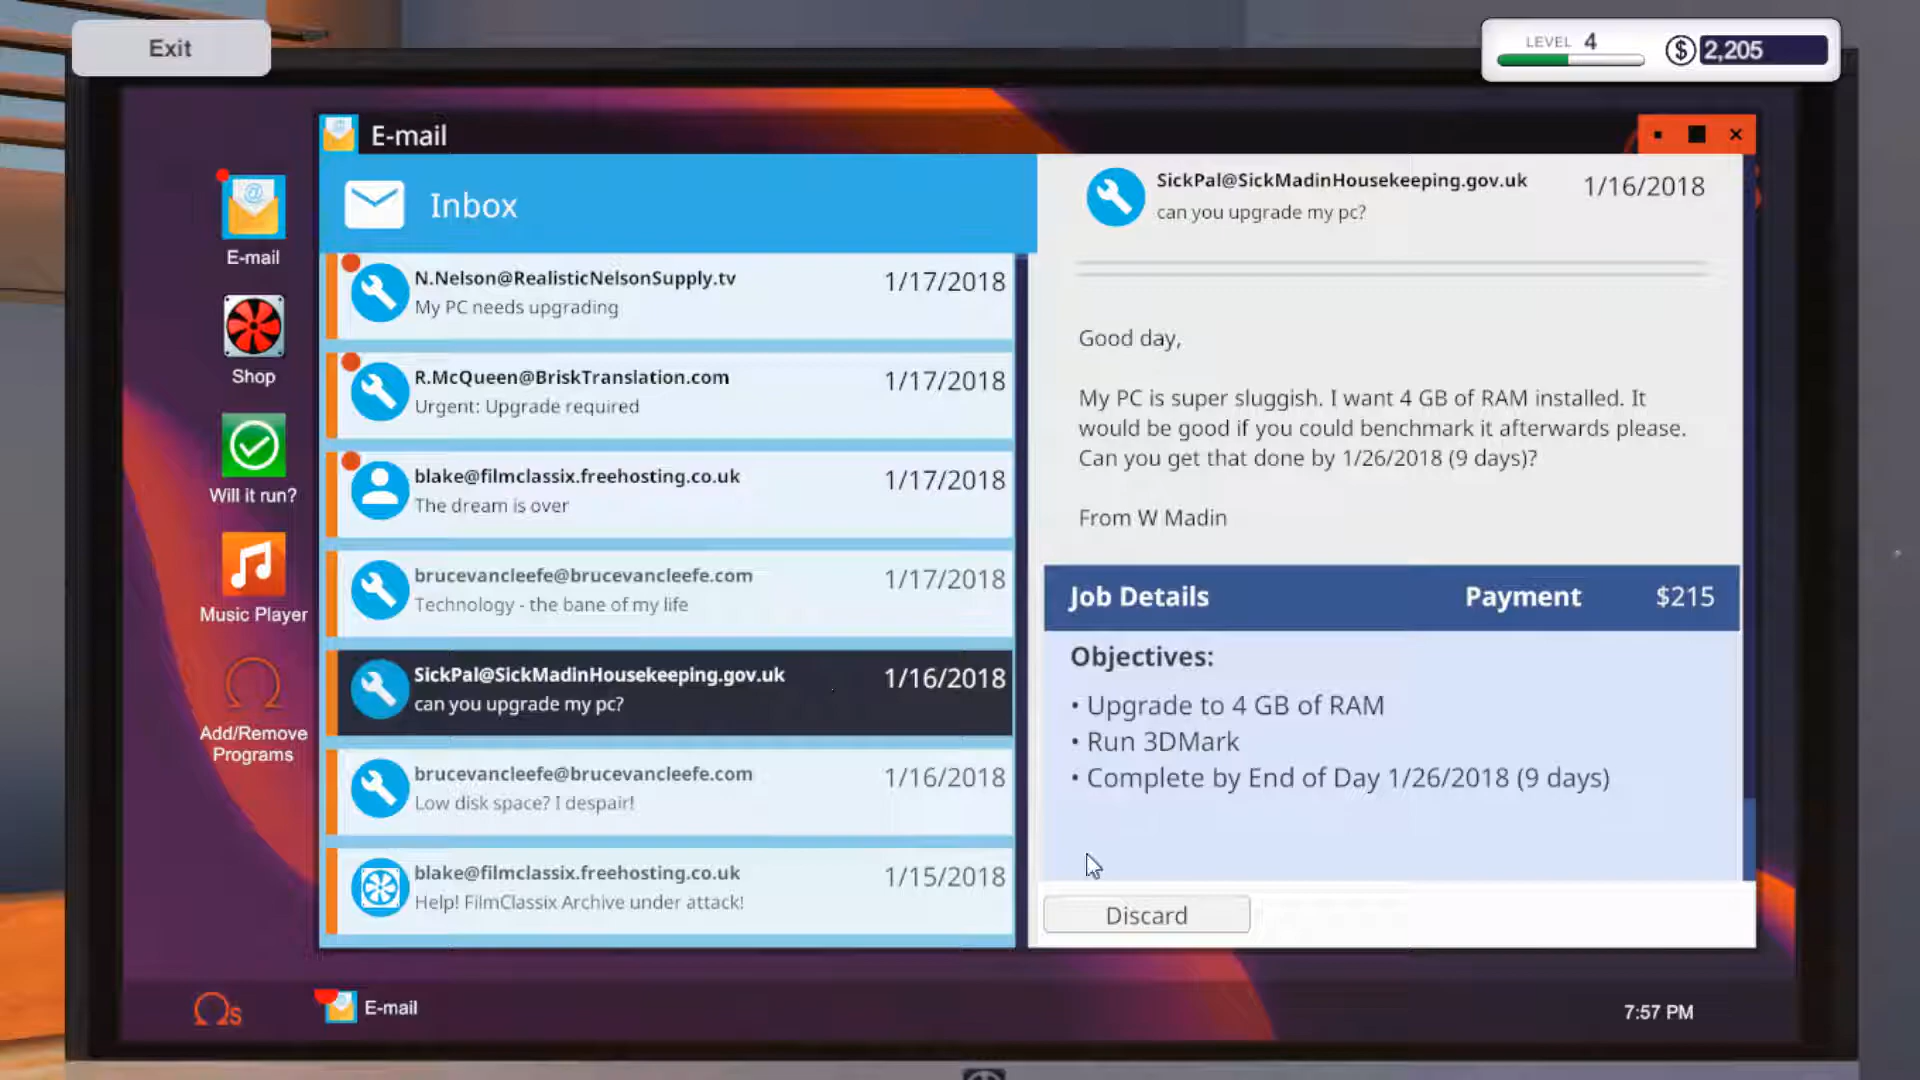 Exit
LEVEL 4
$ 2,205
E-mail
E-mail
Shop
Will it run?
Music Player
Add/Remove
Programs
Inbox
N.Nelson@RealisticNelsonSupply.tv 1/17/2018
My PC needs upgrading
R.McQueen@BriskTranslation.com 1/17/2018
Urgent: Upgrade required
blake@filmclassix.freehosting.co.uk 1/17/2018
The dream is over
brucevancleefe@brucevancleefe.com 1/17/2018
Technology - the bane of my life
SickPal@SickMadinHousekeeping.gov.uk 1/16/2018
can you upgrade my pc?
brucevancleefe@brucevancleefe.com 1/16/2018
Low disk space? I despair!
blake@filmclassix.freehosting.co.uk 1/15/2018
Help! FilmClassix Archive under attack!
SickPal@SickMadinHousekeeping.gov.uk 1/16/2018
can you upgrade my pc?
Good day,
My PC is super sluggish. I want 4 GB of RAM installed. It
would be good if you could benchmark it afterwards please.
Can you get that done by 1/26/2018 (9 days)?
From W Madin
Job Details Payment $215
Objectives:
• Upgrade to 4 GB of RAM
• Run 3DMark
• Complete by End of Day 1/26/2018 (9 days)
Discard
Ωs
E-mail
7:57 PM